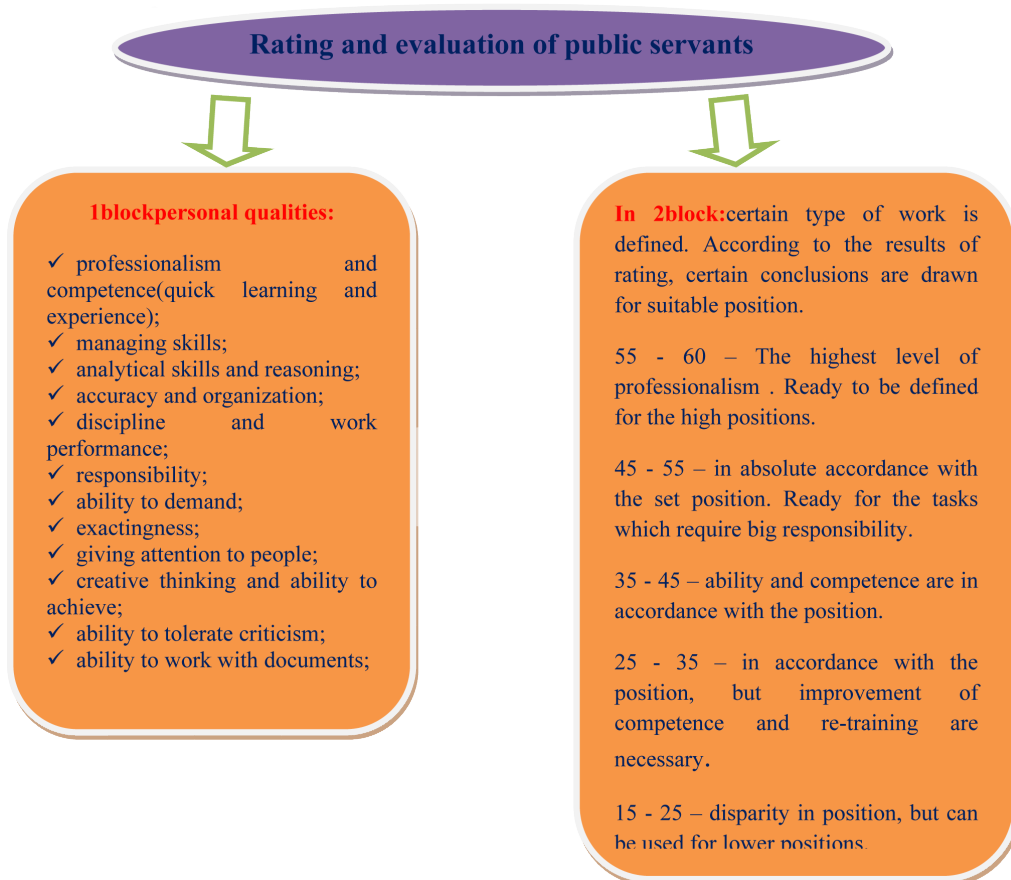 Rating and evaluation of public servants
1blockpersonal qualities:
✓ professionalism and
competence(quick learning and
experience);
✓ managing skills;
✓ analytical skills and reasoning;
✓ accuracy and organization;
✓ discipline and work
performance;
✓ responsibility;
✓ ability to demand;
✓ exactingness;
✓ giving attention to people;
✓ creative thinking and ability to
achieve;
✓ ability to tolerate criticism;
✓ ability to work with documents;
In 2block:certain type of work is
defined. According to the results of
rating, certain conclusions are drawn
for suitable position.
55 - 60 – The highest level of
professionalism . Ready to be defined
for the high positions.
45 - 55 – in absolute accordance with
the set position. Ready for the tasks
which require big responsibility.
35 - 45 – ability and competence are in
accordance with the position.
25 - 35 – in accordance with the
position, but improvement of
competence and re-training are
necessary.
15 - 25 – disparity in position, but can
be used for lower positions.